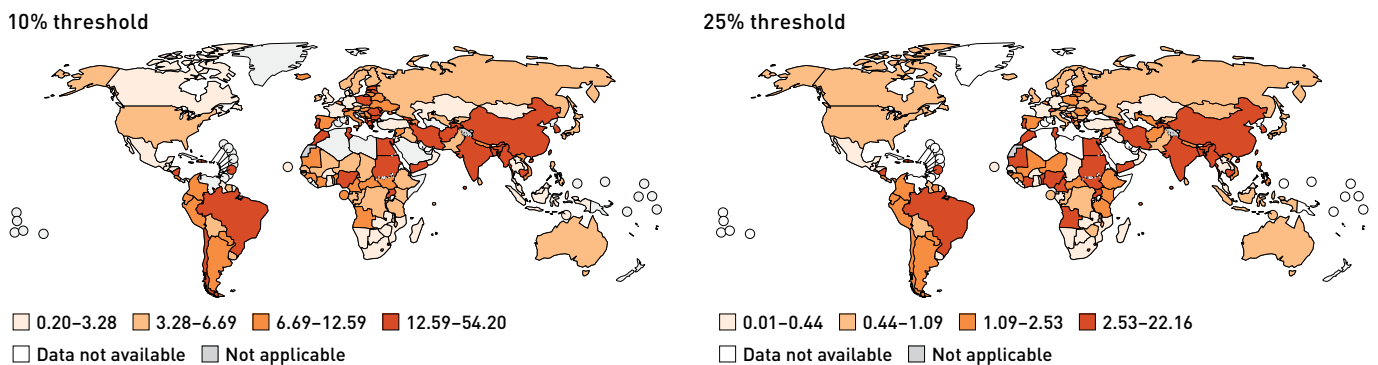 10% threshold
0.20–3.28 3.28–6.69 6.69–12.59 12.59–54.20
Data not available Not applicable
25% threshold
0.01–0.44 0.44–1.09 1.09–2.53 2.53–22.16
Data not available Not applicable